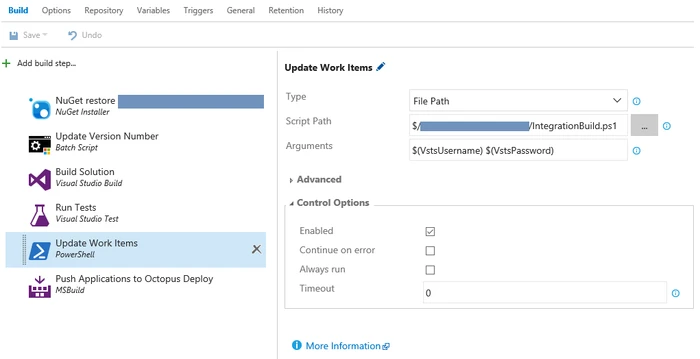 Build Options Repository Variables Triggers General Retention History
Save Undo
Add build step...
NuGet restore
NuGet Installer
Update Version Number
Batch Script
Build Solution
Visual Studio Build
Run Tests
Visual Studio Test
Update Work Items
PowerShell
Push Applications to Octopus Deploy
MSBuild
Update Work Items
Type File Path
Script Path $/ /IntegrationBuild.ps1 ...
Arguments $(VstsUsername) $(VstsPassword)
Advanced
Control Options
Enabled
Continue on error
Always run
Timeout 0
More Information